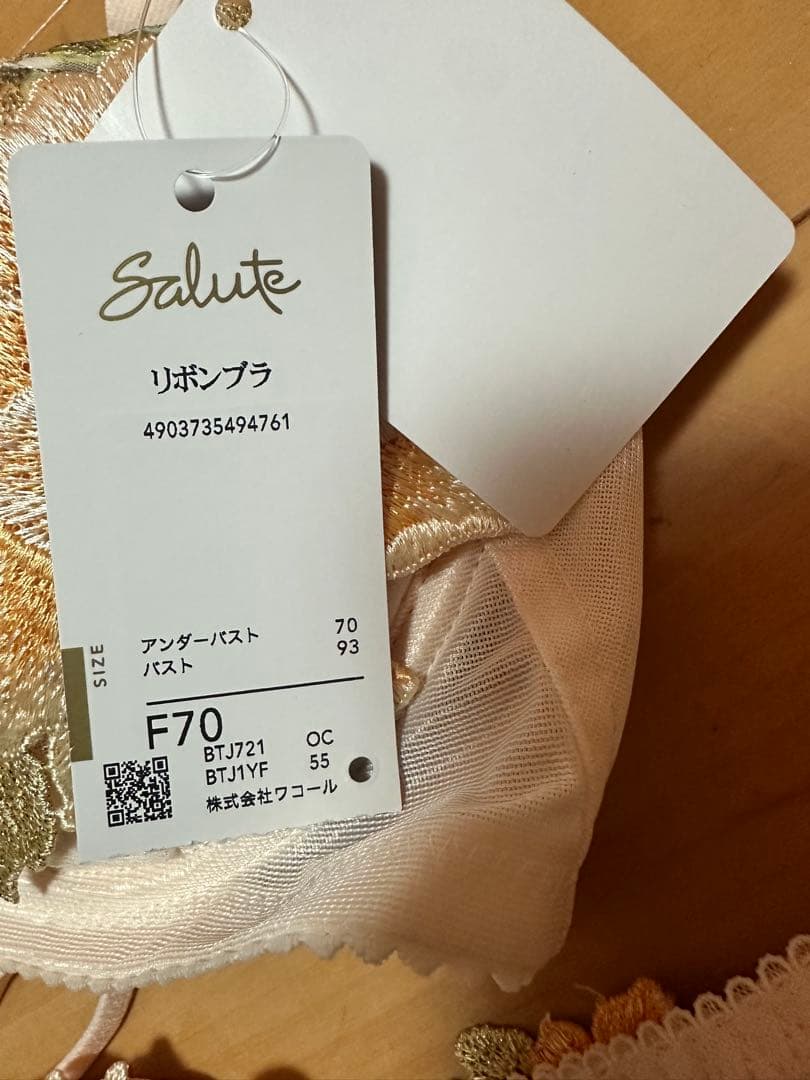 Salute
リボンブラ
4903735494761
SIZE
アンダーバスト 70
バスト 93
F70
BTJ721 OC
BTJ1YF 55
株式会社ワコール